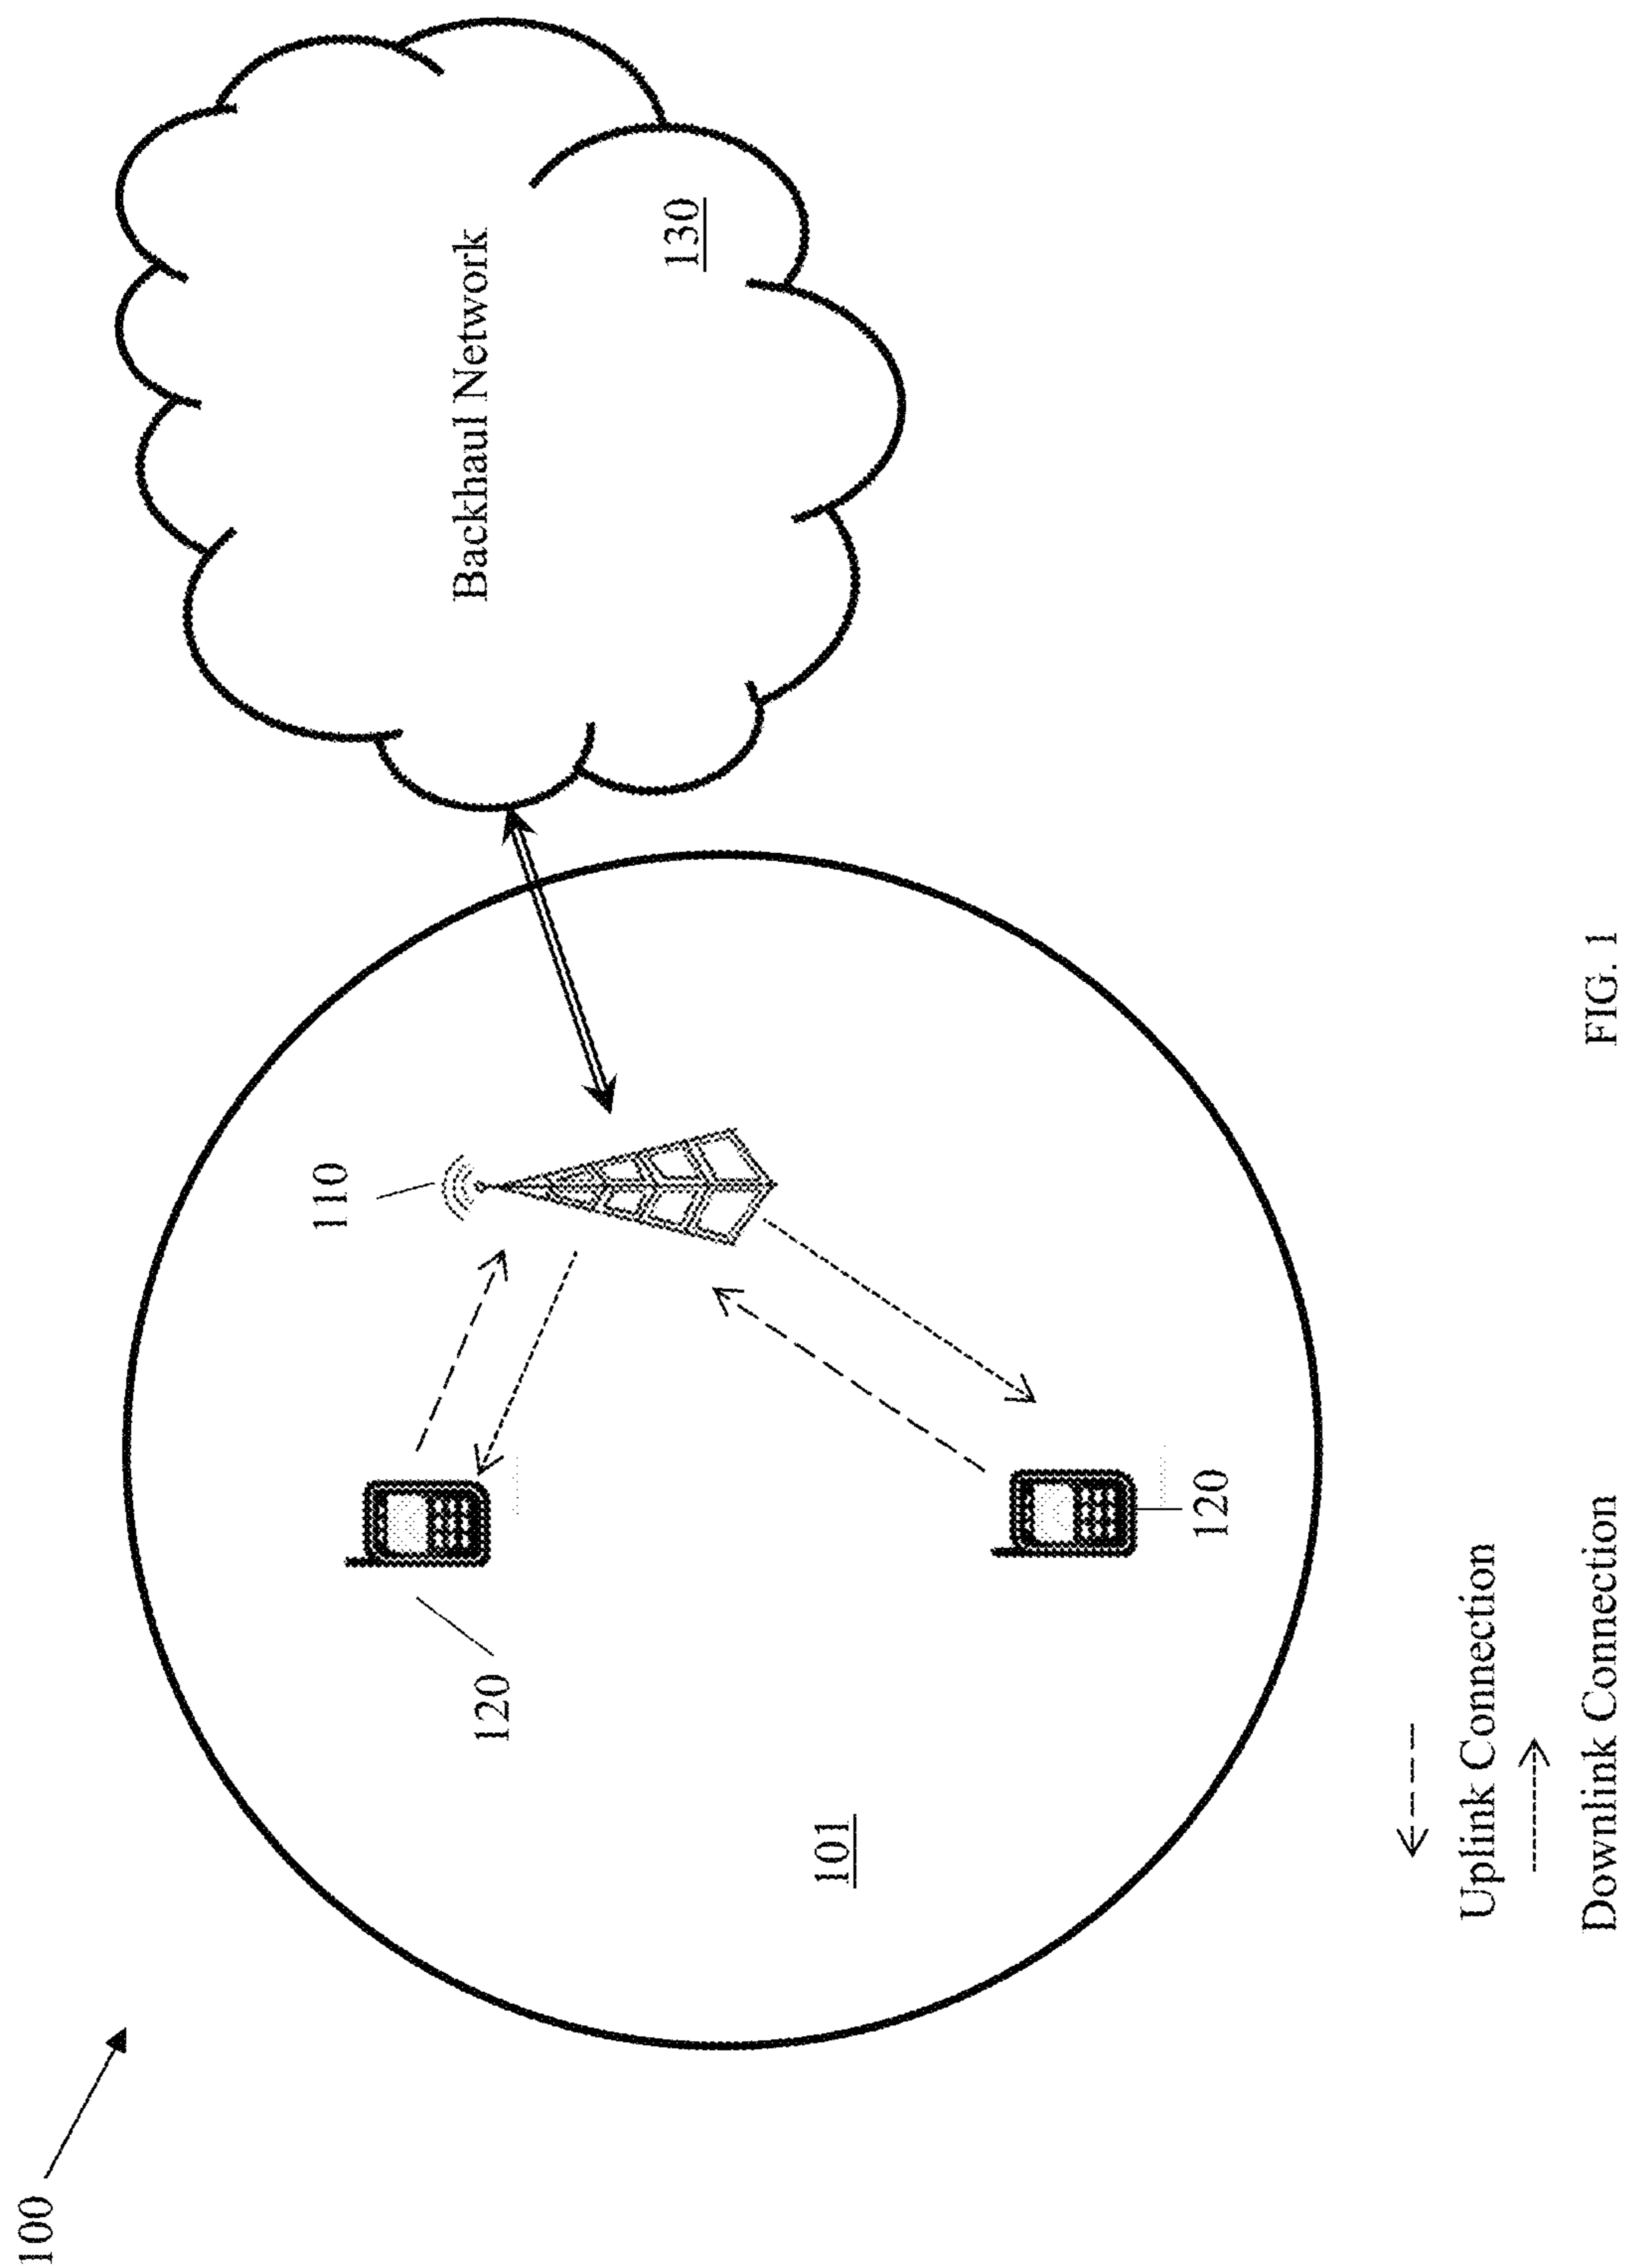 100
110
120
Backhaul Network
130
101
120
Uplink Connection
Downlink Connection
FIG. 1